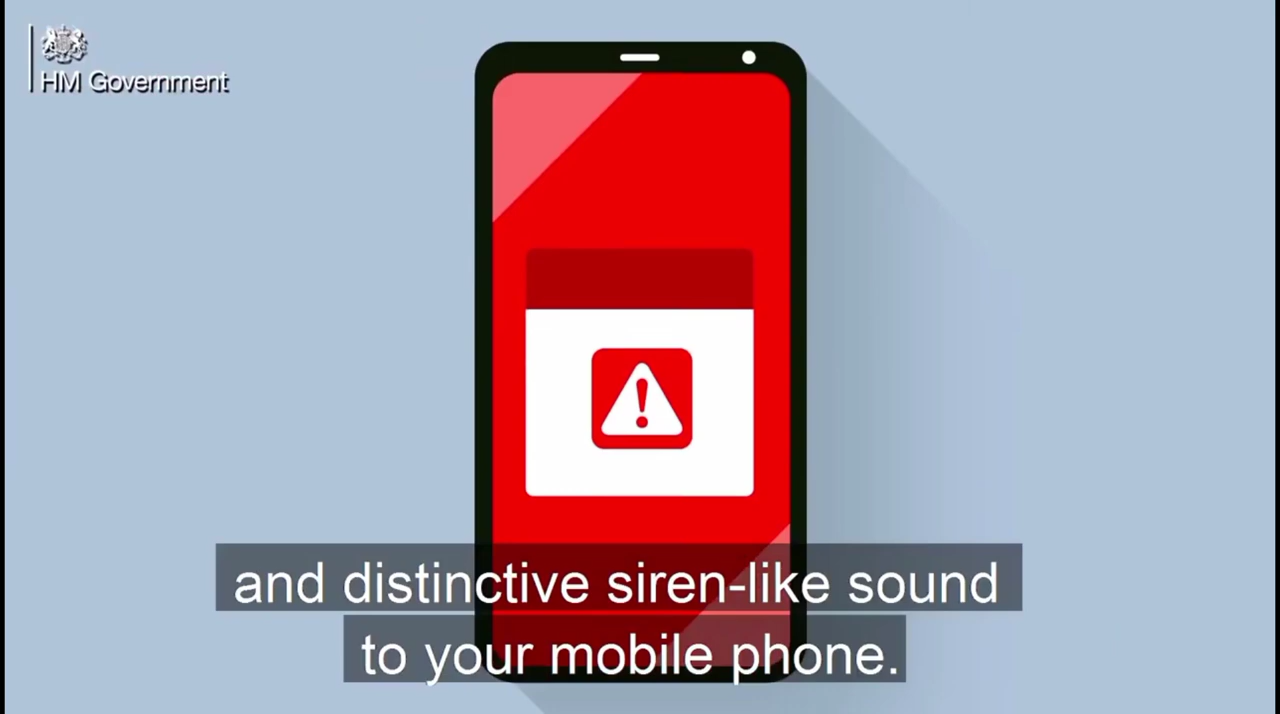 HM Government
and distinctive siren-like sound
to your mobile phone.